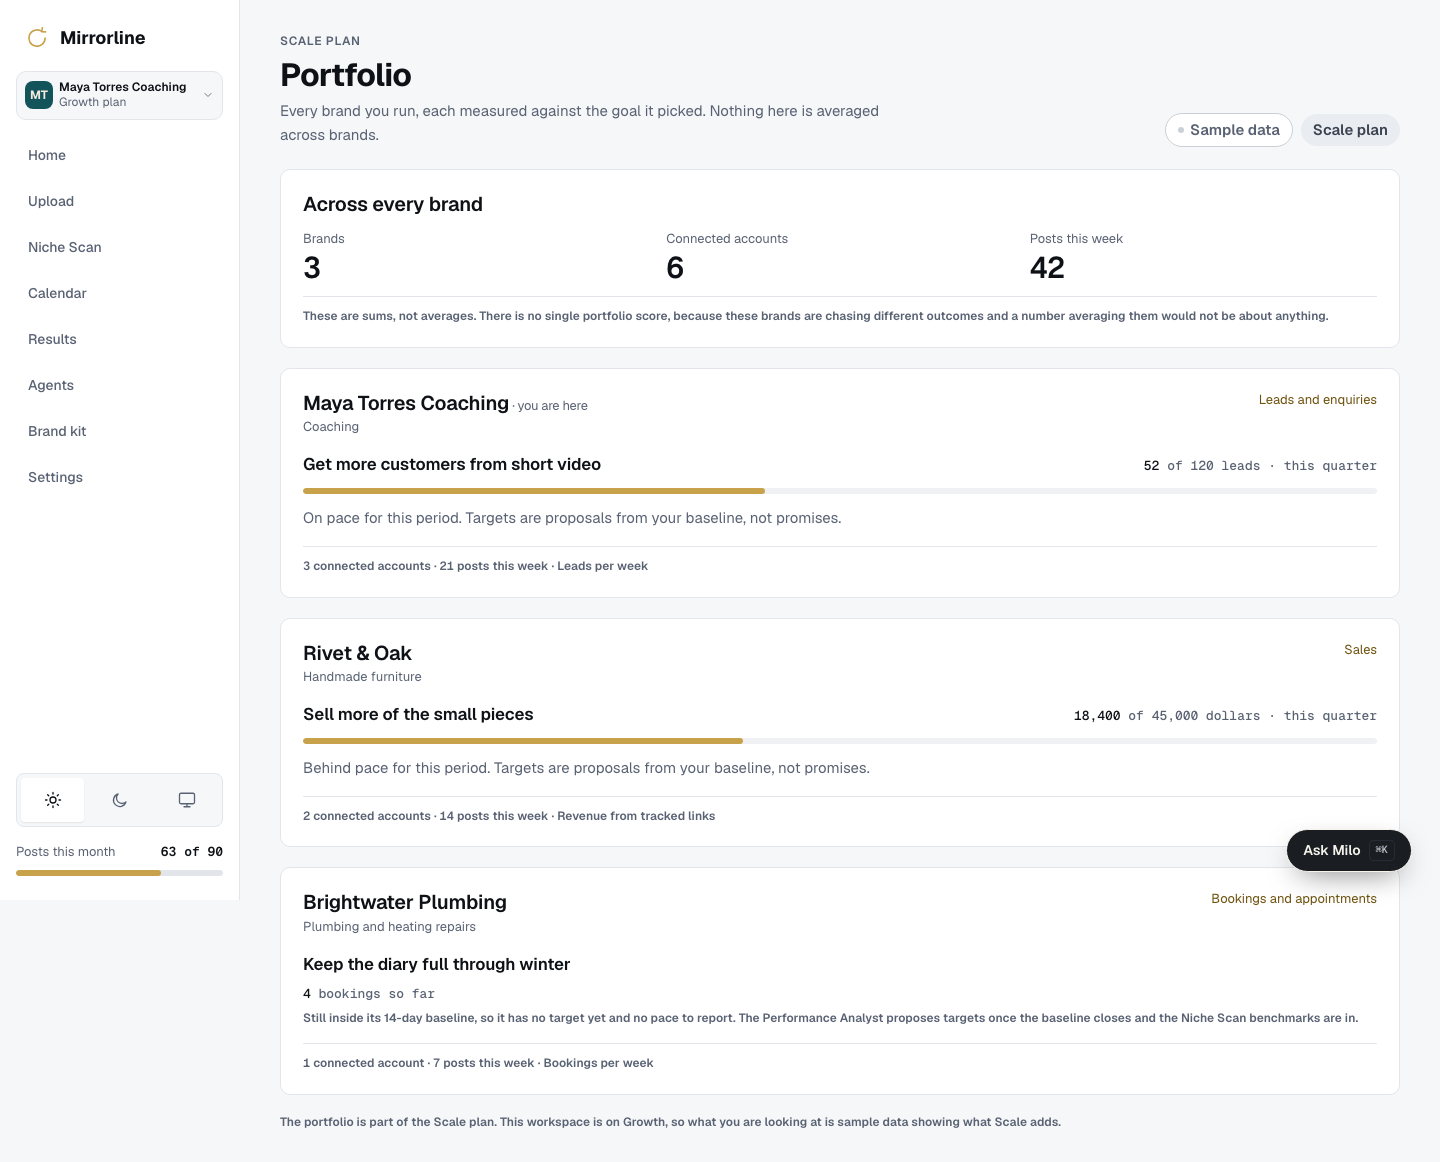 Mirrorline
MT
Maya Torres Coaching
Growth plan
Home
Upload
Niche Scan
Calendar
Results
Agents
Brand kit
Settings
Posts this month
63 of 90
SCALE PLAN
Portfolio
Every brand you run, each measured against the goal it picked. Nothing here is averaged
across brands.
Sample data
Scale plan
Across every brand
Brands
3
Connected accounts
6
Posts this week
42
These are sums, not averages. There is no single portfolio score, because these brands are chasing different outcomes and a number averaging them would not be about anything.
Maya Torres Coaching · you are here
Leads and enquiries
Coaching
Get more customers from short video
52 of 120 leads · this quarter
On pace for this period. Targets are proposals from your baseline, not promises.
3 connected accounts · 21 posts this week · Leads per week
Rivet & Oak
Sales
Handmade furniture
Sell more of the small pieces
18,400 of 45,000 dollars · this quarter
Behind pace for this period. Targets are proposals from your baseline, not promises.
2 connected accounts · 14 posts this week · Revenue from tracked links
Ask Milo ⌘K
Brightwater Plumbing
Bookings and appointments
Plumbing and heating repairs
Keep the diary full through winter
4 bookings so far
Still inside its 14-day baseline, so it has no target yet and no pace to report. The Performance Analyst proposes targets once the baseline closes and the Niche Scan benchmarks are in.
1 connected account · 7 posts this week · Bookings per week
The portfolio is part of the Scale plan. This workspace is on Growth, so what you are looking at is sample data showing what Scale adds.